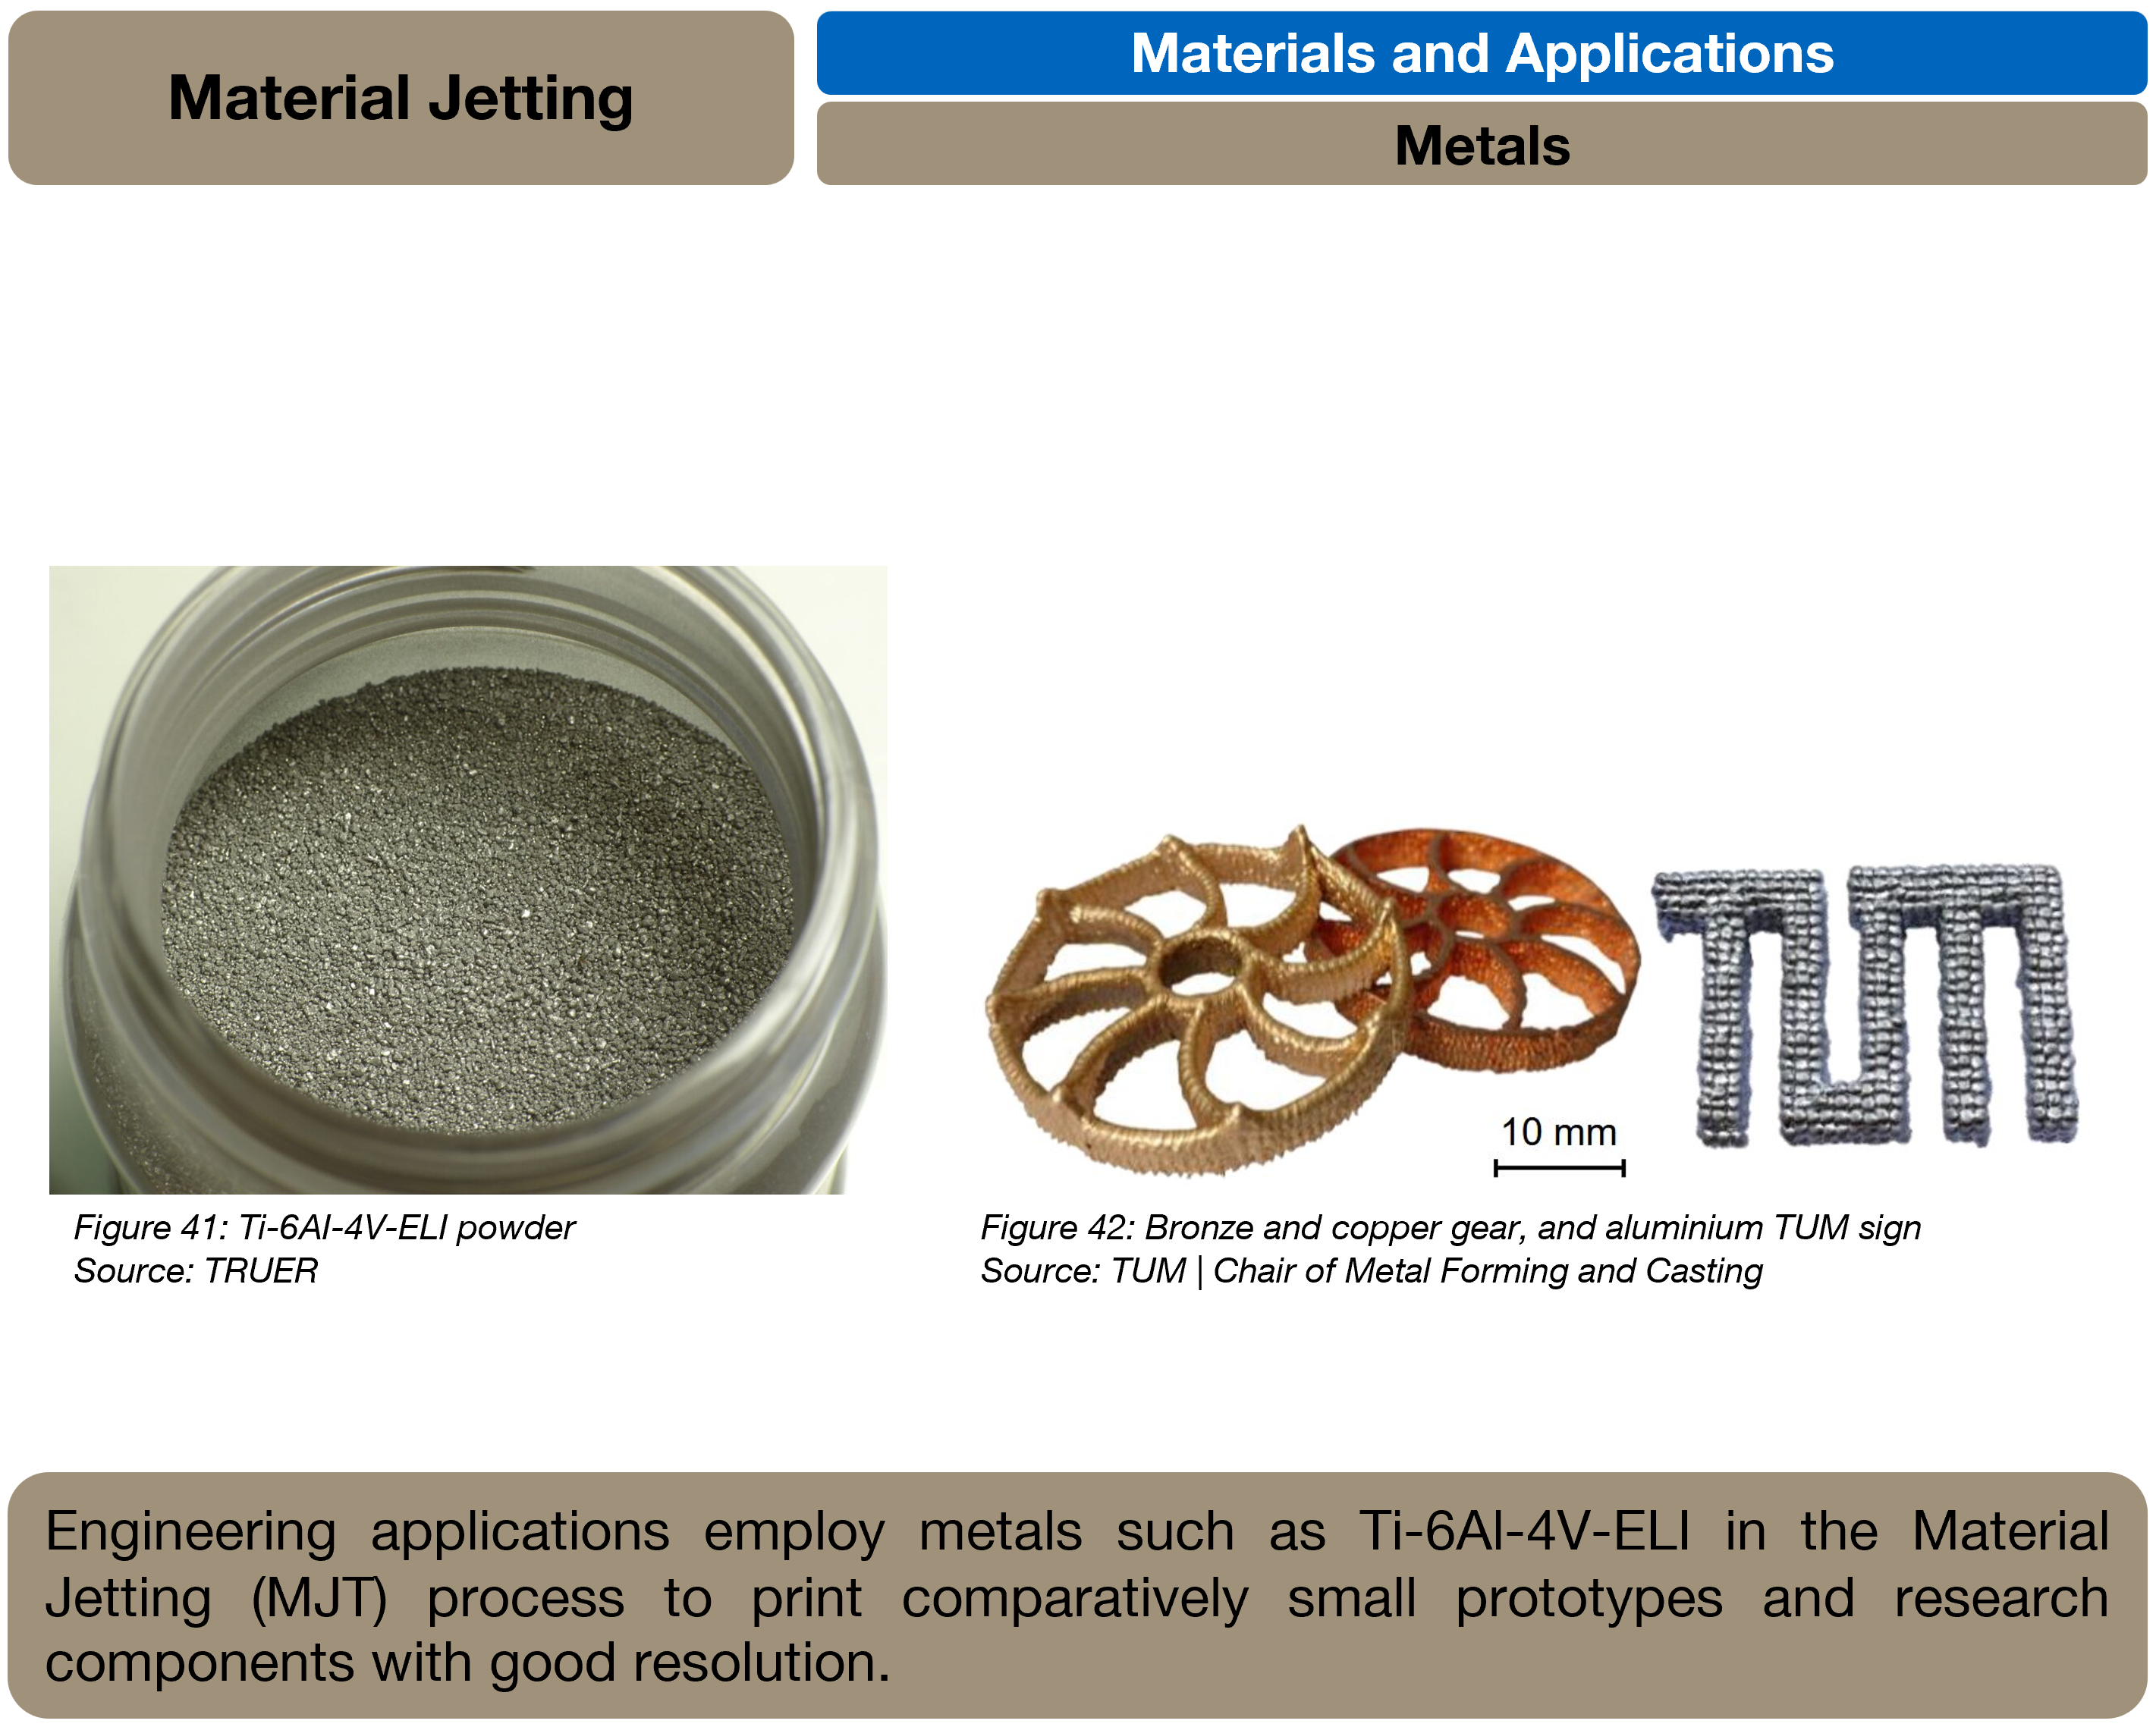 Material Jetting
Materials and Applications
Metals
10 mm
TUM
Figure 41: Ti-6Al-4V-ELI powder
Source: TRUER
Figure 42: Bronze and copper gear, and aluminium TUM sign
Source: TUM | Chair of Metal Forming and Casting
Engineering applications employ metals such as Ti-6Al-4V-ELI in the Material
Jetting (MJT) process to print comparatively small prototypes and research
components with good resolution.